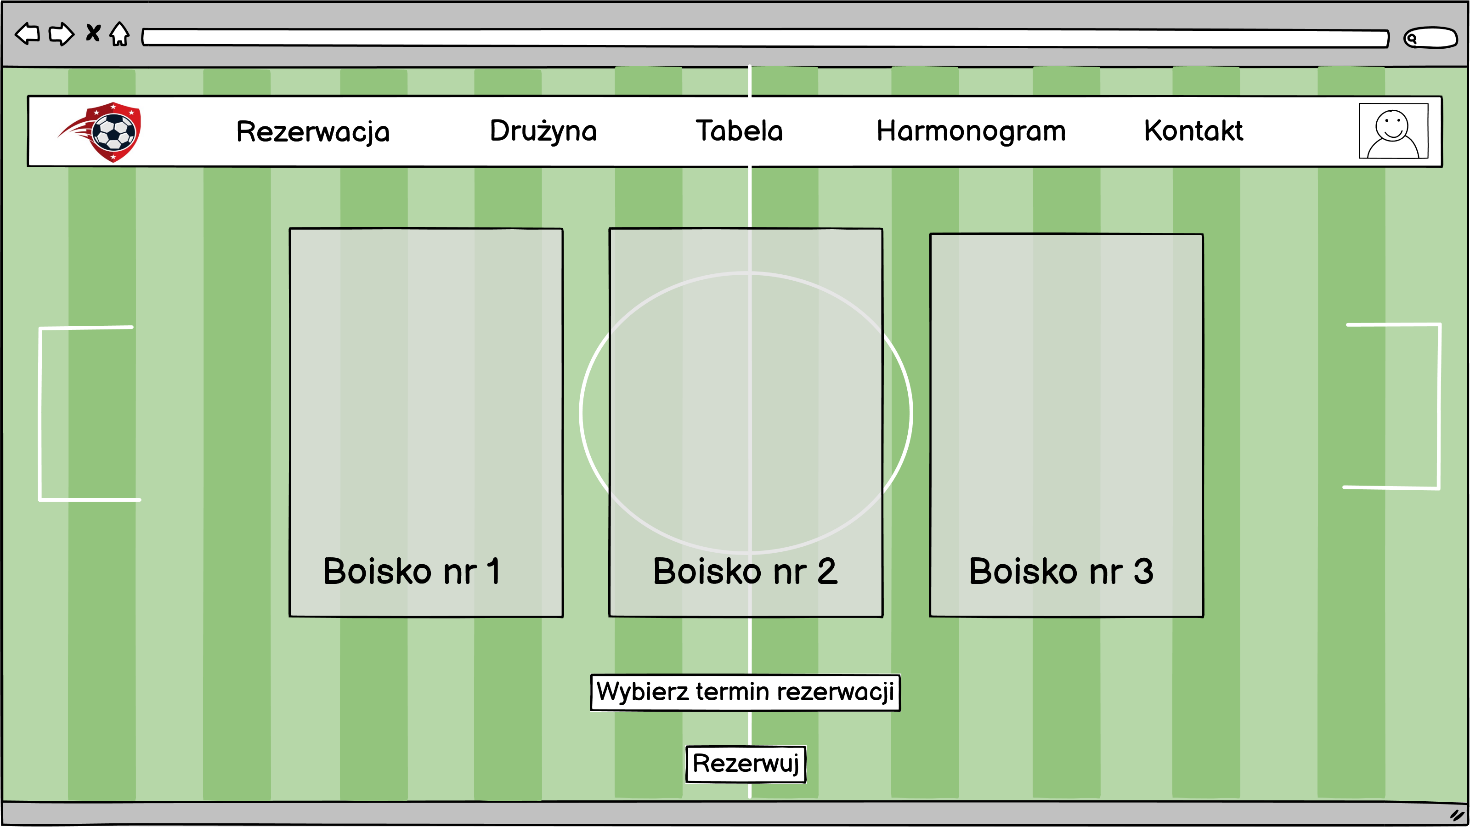 Rezerwacja
Drużyna
Tabela
Harmonogram
Kontakt
Boisko nr 1
Boisko nr 2
Boisko nr 3
Wybierz termin rezerwacji
Rezerwuj